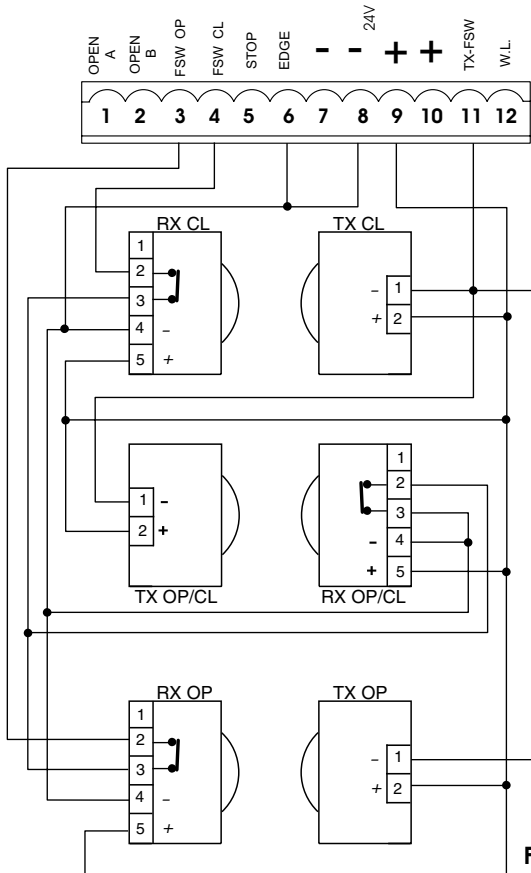 OPEN A
OPEN B
FSW OP
FSW CL
STOP
EDGE
- - 24V
+ +
TX-FSW
W.L.
1 2 3 4 5 6 7 8 9 10 11 12
RX CL
1
2
3
4 -
5 +
TX CL
- 1
+ 2
1 -
2 +
TX OP/CL
1
2
3
- 4
+ 5
RX OP/CL
RX OP
1
2
3
4 -
5 +
TX OP
- 1
+ 2